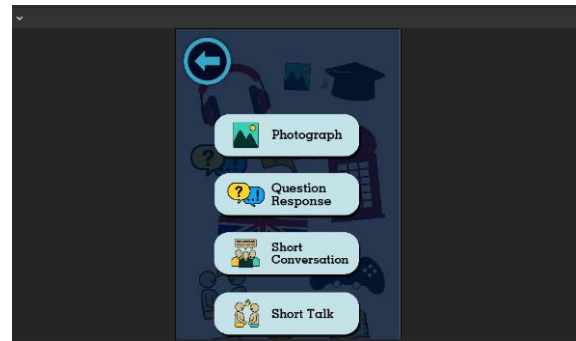 Photograph
Question
Response
Short
Conversation
Short Talk